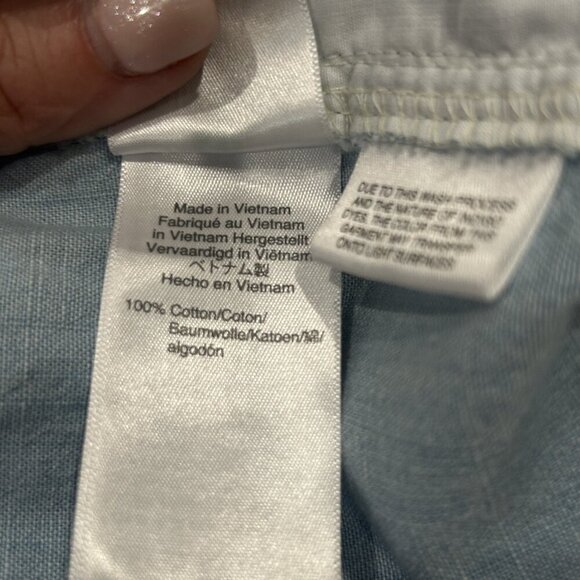 Made in Vietnam
Fabriqué au Vietnam
in Vietnam Hergestellt
Vervaardigd in Viëtnam
ベトナム製
Hecho en Vietnam
100% Cotton/Coton/
Baumwolle/Katoen/綿/
algodón
DUE TO THIS WASH PROCESS
AND THE NATURE OF INDIGO
DYES, THE COLOR FROM THIS
GARMENT MAY TRANSFER
ONTO LIGHT SURFACES